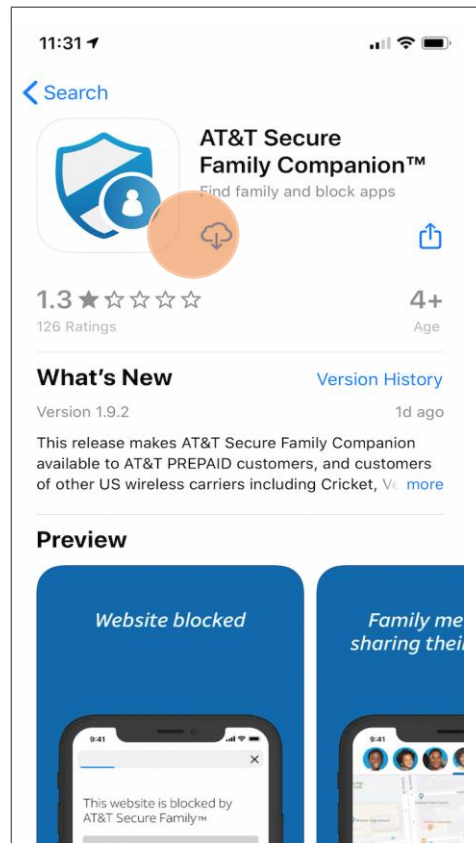 11:31
Search
AT&T Secure
Family Companion™
Find family and block apps
1.3 ★☆☆☆☆
4+
126 Ratings
Age
What's New
Version History
Version 1.9.2
1d ago
This release makes AT&T Secure Family Companion
available to AT&T PREPAID customers, and customers
of other US wireless carriers including Cricket,
more
Preview
Website blocked
Family me
sharing thei
9:41
9:41
This website is blocked by
AT&T Secure Family™